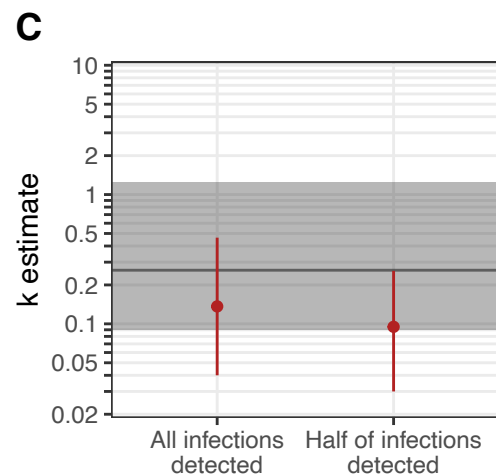 C
10
5
2
1
0.5
0.2
0.1
0.05
0.02
k estimate
All infections
detected
Half of infections
detected